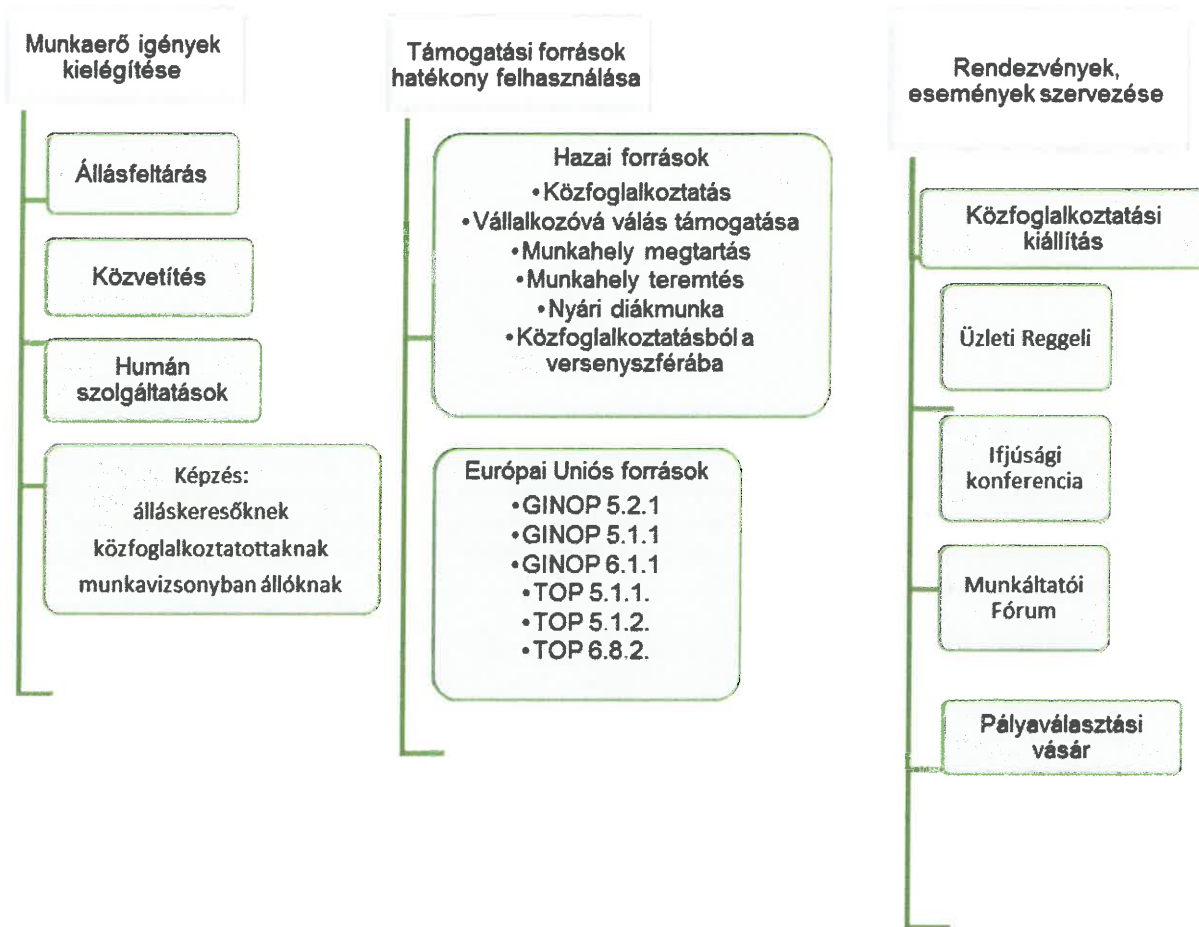 Munkaerő igények
kielégítése
Állásfeltárás
Közvetítés
Humán
szolgáltatások
Képzés:
álláskeresőknek
közfoglalkoztatottaknak
munkavizsonyban állóknak
Támogatási források
hatékony felhasználása
Hazai források
•Közfoglalkoztatás
•Vállalkozóvá válás támogatása
•Munkahely megtartás
•Munkahely teremtés
•Nyári diákmunka
•Közfoglalkoztatásból a
versenyszférába
Európai Uniós források
•GINOP 5.2.1
•GINOP 5.1.1
•GINOP 6.1.1
•TOP 5.1.1.
•TOP 5.1.2.
•TOP 6.8.2.
Rendezvények,
események szervezése
Közfoglalkoztatási
kiállítás
Üzleti Reggeli
Ifjúsági
konferencia
Munkáltatói
Fórum
Pályaválasztási
vásár